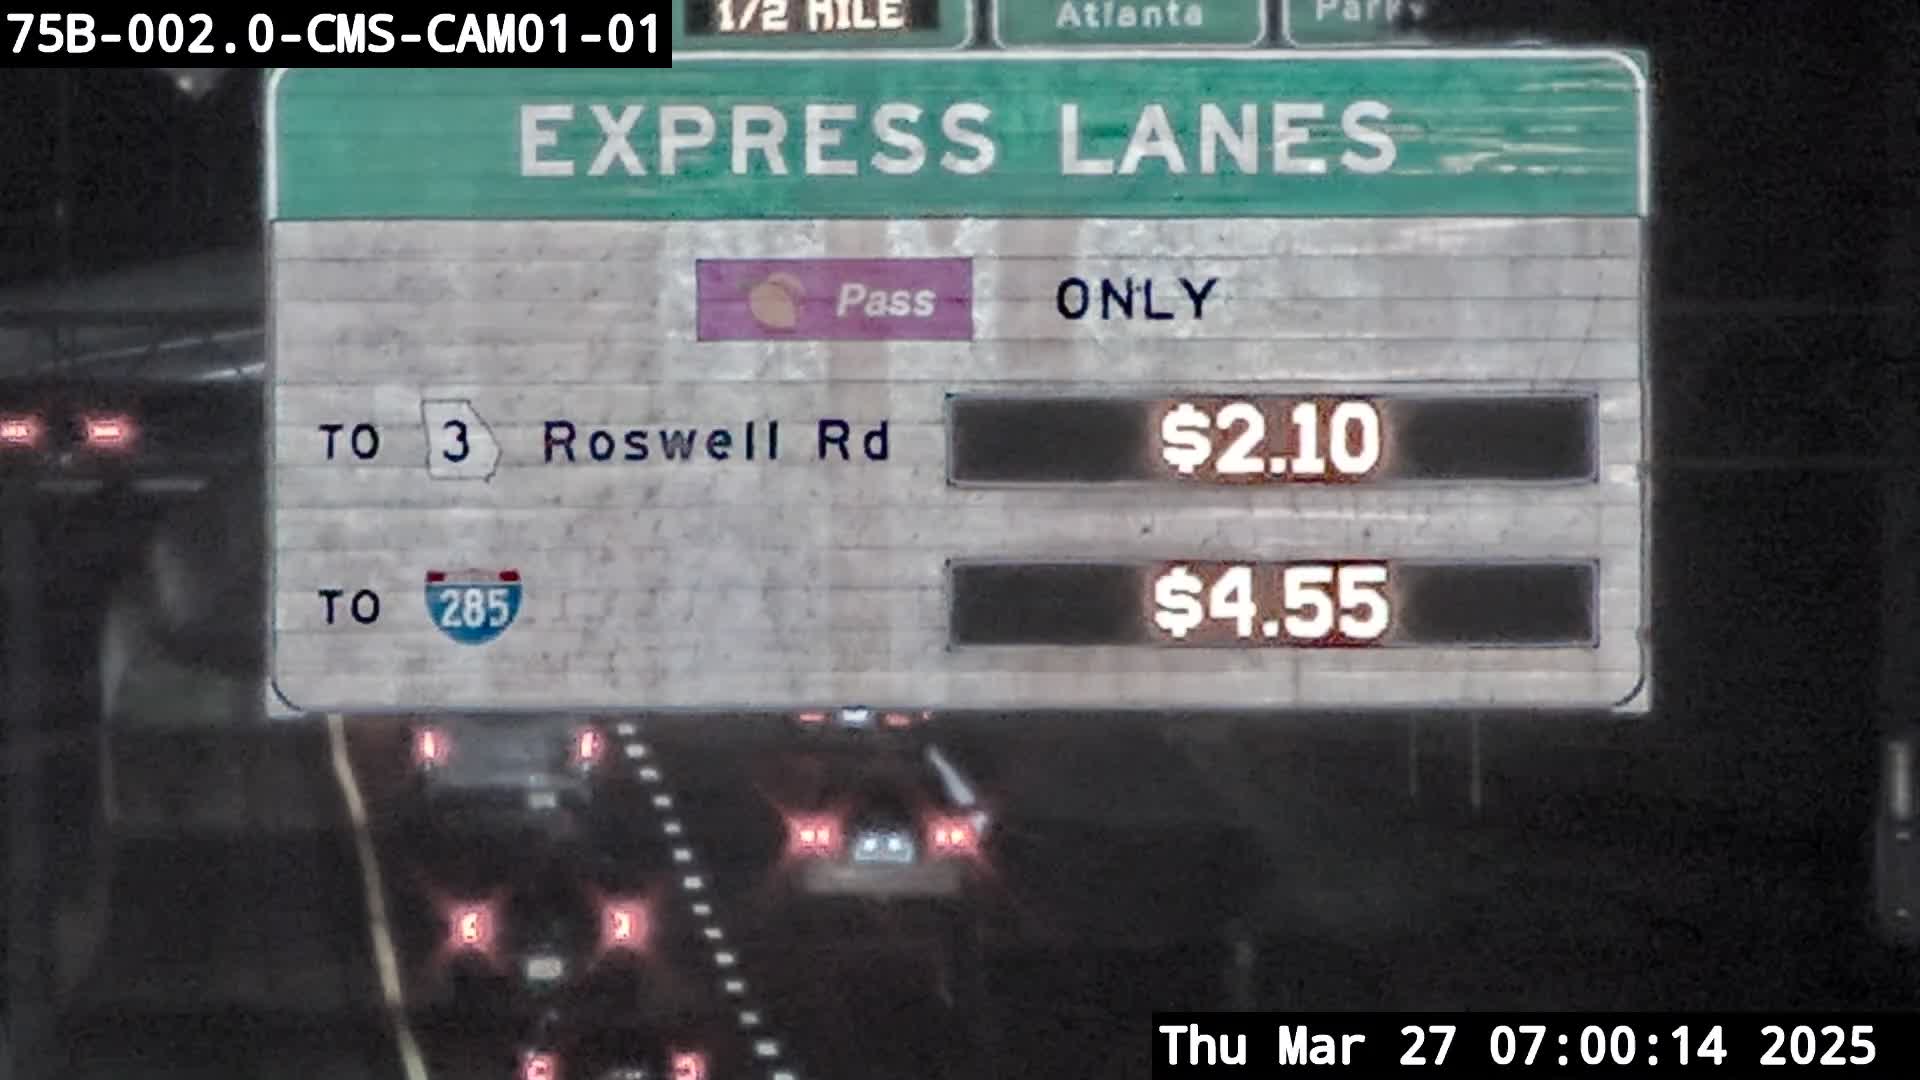 75B-002.0-CMS-CAM01-01
1/2 MILE
Atlanta
EXPRESS LANES
Pass ONLY
TO 3 Roswell Rd $2.10
TO 285 $4.55
Thu Mar 27 07:00:14 2025